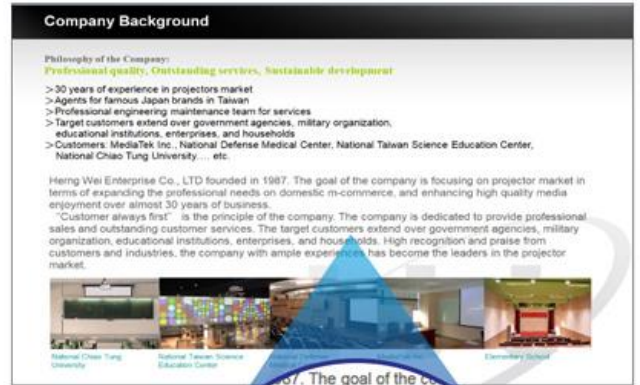 Company Background
Philosophy of the Company:
Professional quality, Outstanding services, Sustainable development
>30 years of experience in projectors market
>Agents for famous Japan brands in Taiwan
>Professional engineering maintenance team for services
>Target customers extend over government agencies, military organization,
educational institutions, enterprises, and households
>Customers: MediaTek Inc., National Defense Medical Center, National Taiwan Science Education Center,
National Chiao Tung University.... etc.
Herng Wei Enterprise Co., LTD founded in 1987. The goal of the company is focusing on projector market in
terms of expanding the professional needs on domestic m-commerce, and enhancing high quality media
enjoyment over almost 30 years of business.
"Customer always first" is the principle of the company. The company is dedicated to provide professional
sales and outstanding customer services. The target customers extend over government agencies, military
organization, educational institutions, enterprises, and households. High recognition and praise from
customers and industries, the company with ample experiences has become the leaders in the projector
market.
National Chiao Tung
University
National Taiwan Science
Education Center
National Defense
MediaTek Inc.
Elementary School
987. The goal of the co